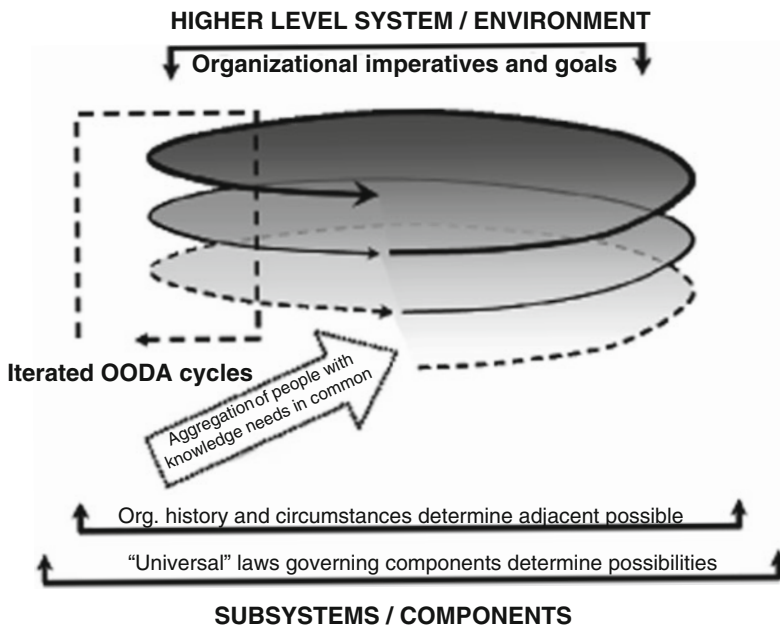 HIGHER LEVEL SYSTEM / ENVIRONMENT
Organizational imperatives and goals
Iterated OODA cycles
Aggregation of people with
knowledge needs in common
Org. history and circumstances determine adjacent possible
“Universal” laws governing components determine possibilities
SUBSYSTEMS / COMPONENTS